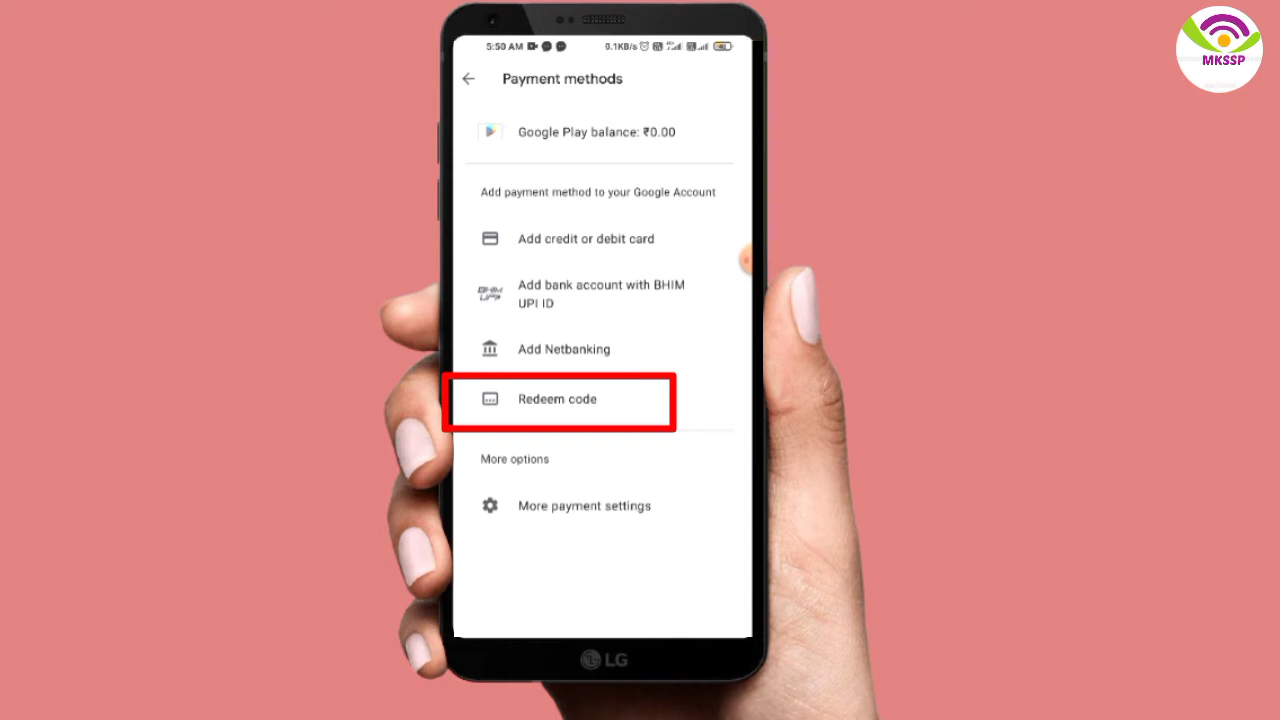 MKSSP
5:50 AM
0.1KB/s
Payment methods
Google Play balance: ₹0.00
Add payment method to your Google Account
Add credit or debit card
BHIM
UPI
Add bank account with BHIM
UPI ID
Add Netbanking
Redeem code
More options
More payment settings
LG